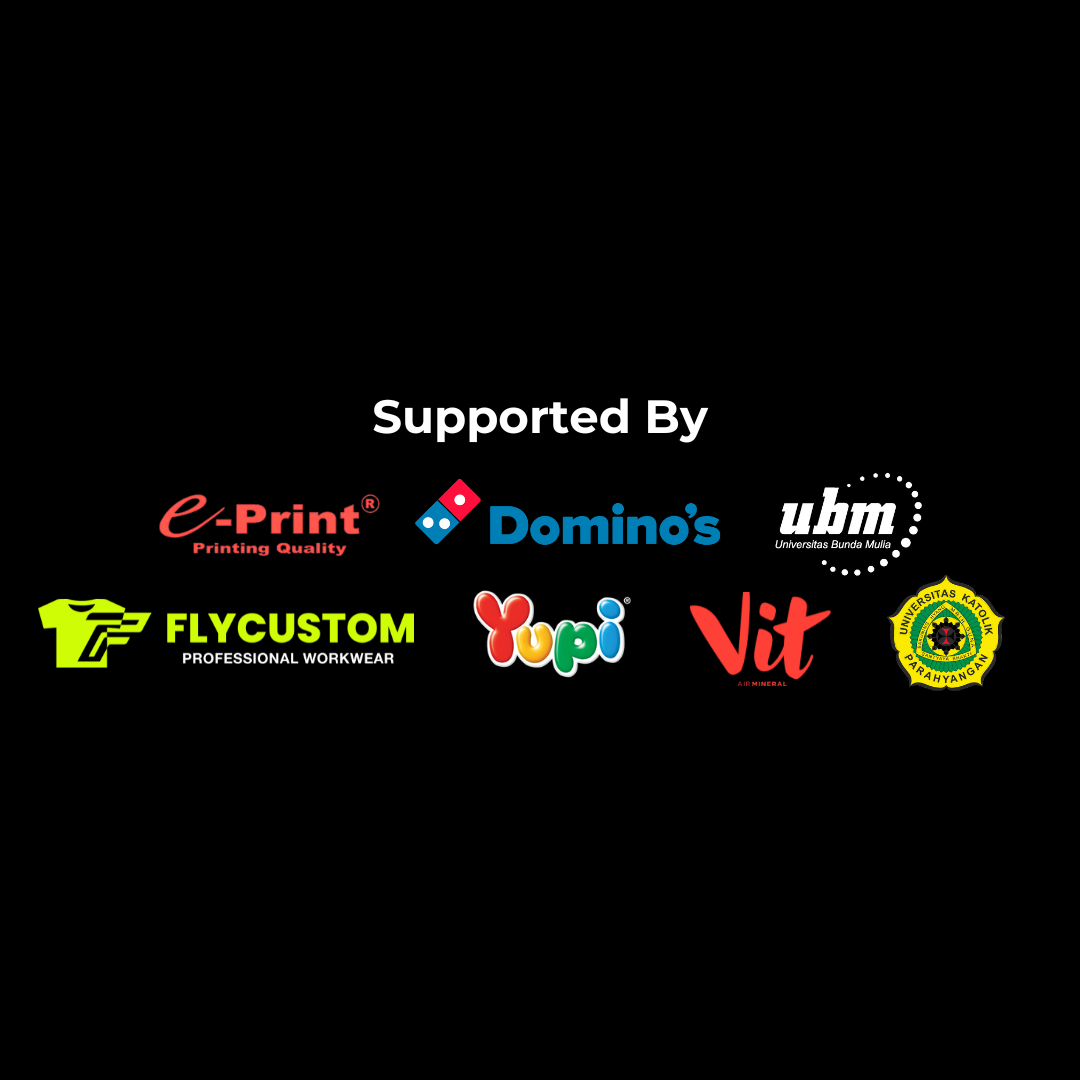 Supported By
e-Print®
Printing Quality
Domino's
ubm
Universitas Bunda Mulia
FLYCUSTOM
PROFESSIONAL WORKWEAR
Yupi®
Vit
AIR MINERAL
UNIVERSITAS KATOLIK
PARAHYANGAN